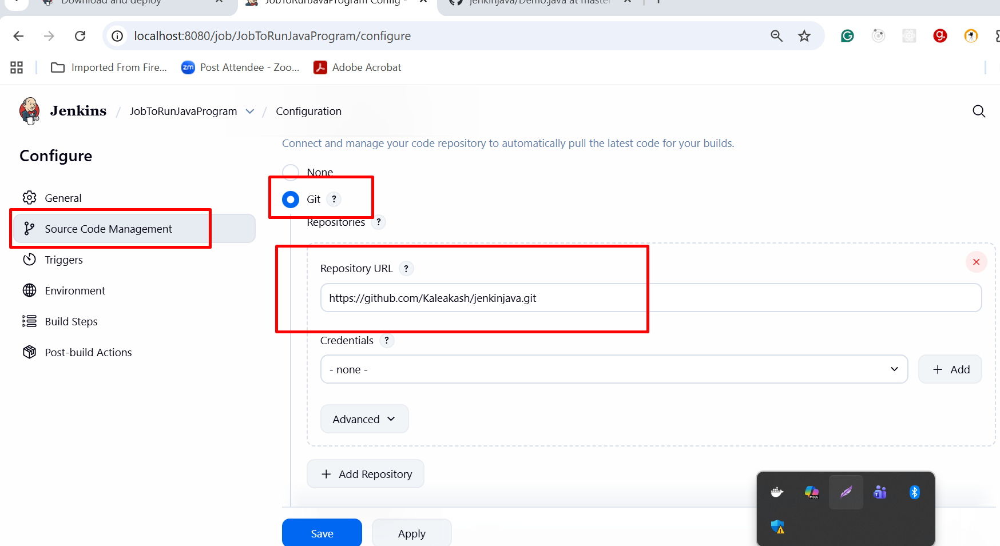 Download and deploy
JobToRunJavaProgram Config
jenkinjava/Demo.java at master
localhost:8080/job/JobToRunJavaProgram/configure
Imported From Fire...
zm Post Attendee - Zoo...
Adobe Acrobat
Jenkins / JobToRunJavaProgram / Configuration
Configure
General
Source Code Management
Triggers
Environment
Build Steps
Post-build Actions
Connect and manage your code repository to automatically pull the latest code for your builds.
None
Git ?
Repositories ?
Repository URL ?
https://github.com/Kaleakash/jenkinjava.git
Credentials ?
- none -
+ Add
Advanced
+ Add Repository
Save
Apply
M365